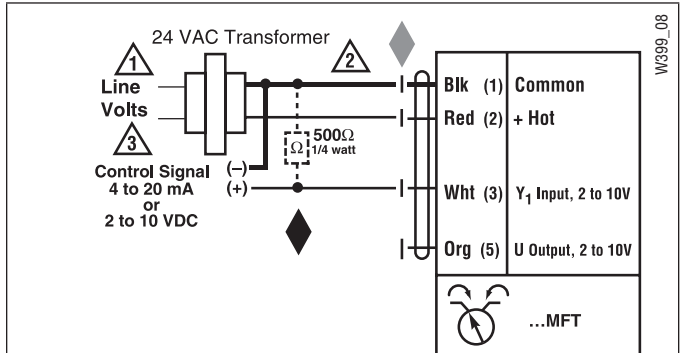 W399_08
24 VAC Transformer
1
2
Line
Volts
Blk (1) Common
Red (2) + Hot
3
Ω
500Ω
1/4 watt
Control Signal
4 to 20 mA
or
2 to 10 VDC
(–)
(+)
Wht (3) Y₁ Input, 2 to 10V
Org (5) U Output, 2 to 10V
...MFT